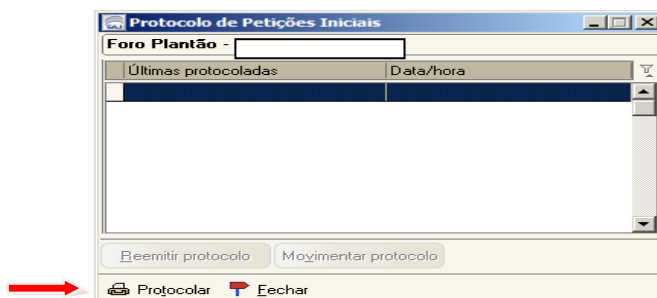 Protocolo de Petições Iniciais
Foro Plantão -
Últimas protocoladas Data/hora
Reemitir protocolo Movimentar protocolo
Protocolar Fechar